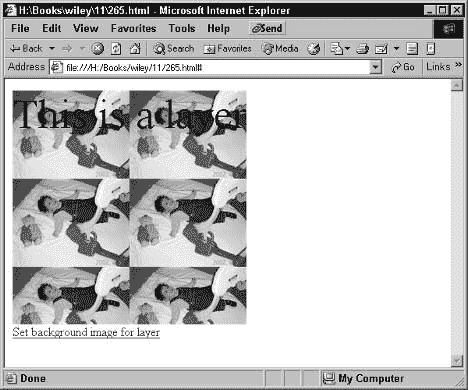 H:\Books\wiley\11\265.html - Microsoft Internet Explorer
File Edit View Favorites Tools Help Send
Back Search Favorites Media
Address file:///H:/Books/wiley/11/265.html# Go Links »
This is a layer
Set background image for layer
Done My Computer